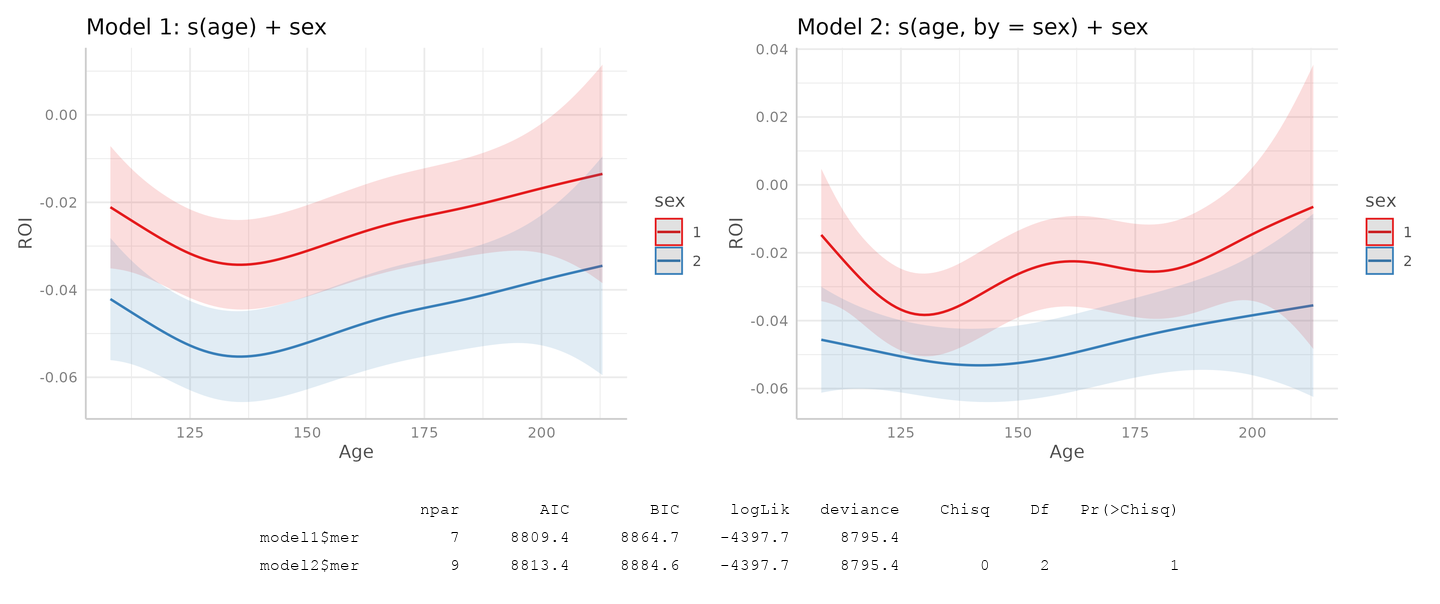 Model 1: s(age) + sex
0.00
-0.02
-0.04
-0.06
ROI
125 150 175 200
Age
sex
1
2
Model 2: s(age, by = sex) + sex
0.04
0.02
0.00
-0.02
-0.04
-0.06
ROI
125 150 175 200
Age
sex
1
2
npar AIC BIC logLik deviance Chisq Df Pr(>Chisq)
model1$mer 7 8809.4 8864.7 -4397.7 8795.4
model2$mer 9 8813.4 8884.6 -4397.7 8795.4 0 2 1